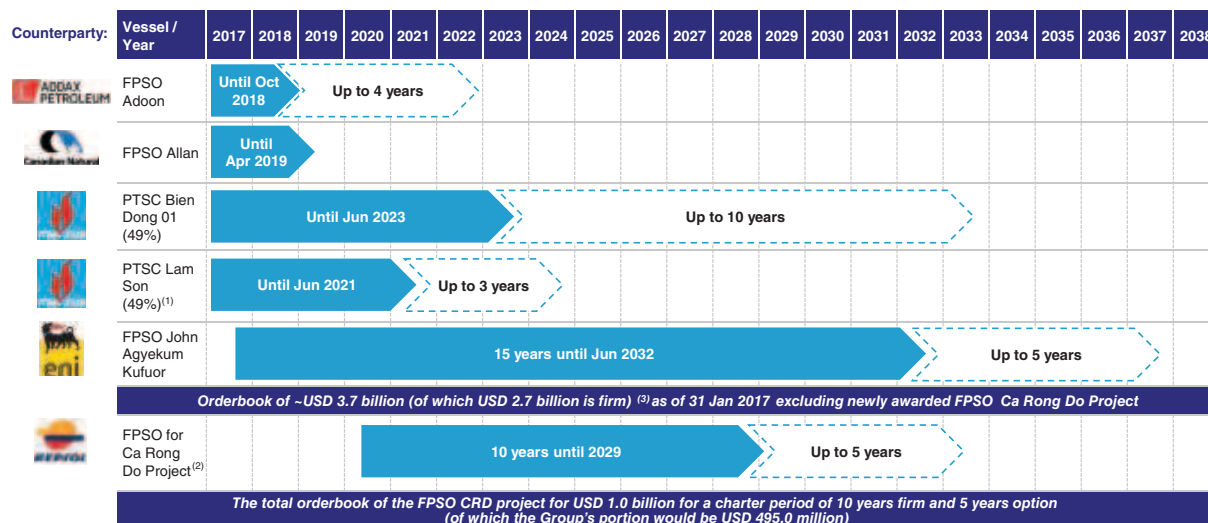 Counterparty:
Vessel /
Year
2017 2018 2019 2020 2021 2022 2023 2024 2025 2026 2027 2028 2029 2030 2031 2032 2033 2034 2035 2036 2037 2038
ADDAX
PETROLEUM
FPSO
Adoon
Until Oct
2018
Up to 4 years
Canadian Natural
FPSO Allan
Until
Apr 2019
PTSC Bien
Dong 01
(49%)
Until Jun 2023
Up to 10 years
PTSC Lam
Son
(49%)(1)
Until Jun 2021
Up to 3 years
eni
FPSO John
Agyekum
Kufuor
15 years until Jun 2032
Up to 5 years
Orderbook of ~USD 3.7 billion (of which USD 2.7 billion is firm) (3) as of 31 Jan 2017 excluding newly awarded FPSO Ca Rong Do Project
REPSOL
FPSO for
Ca Rong
Do Project(2)
10 years until 2029
Up to 5 years
The total orderbook of the FPSO CRD project for USD 1.0 billion for a charter period of 10 years firm and 5 years option
(of which the Group's portion would be USD 495.0 million)